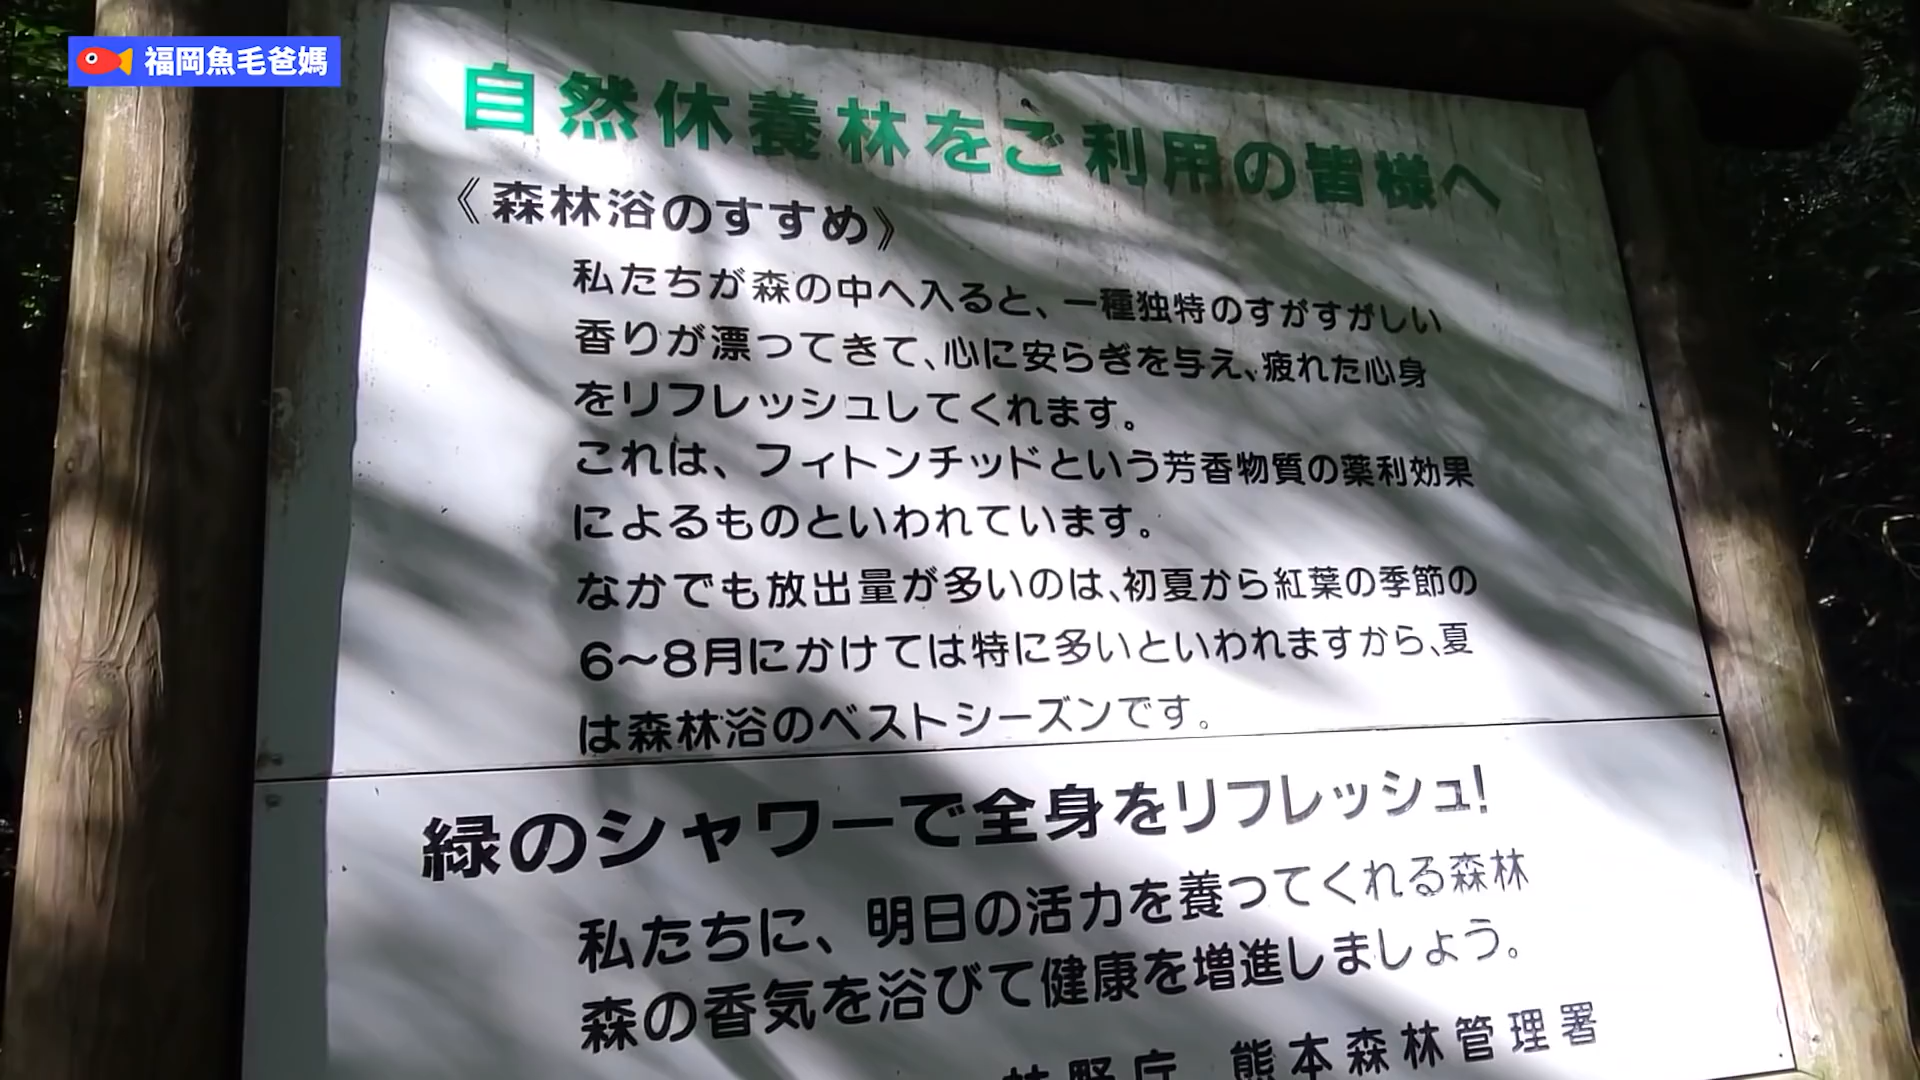 福岡魚毛爸媽
自然休養林をご利用の皆様へ
《森林浴のすすめ》
私たちが森の中へ入ると、一種独特のすがすがしい
香りが漂ってきて、心に安らぎを与え、疲れた心身
をリフレッシュしてくれます。
これは、フィトンチッドという芳香物質の薬利効果
によるものといわれています。
なかでも放出量が多いのは、初夏から紅葉の季節の
6～8月にかけては特に多いといわれますから、夏
は森林浴のベストシーズンです。
緑のシャワーで全身をリフレッシュ!
私たちに、明日の活力を養ってくれる森林
森の香気を浴びて健康を増進しましょう。
林野庁 熊本森林管理署